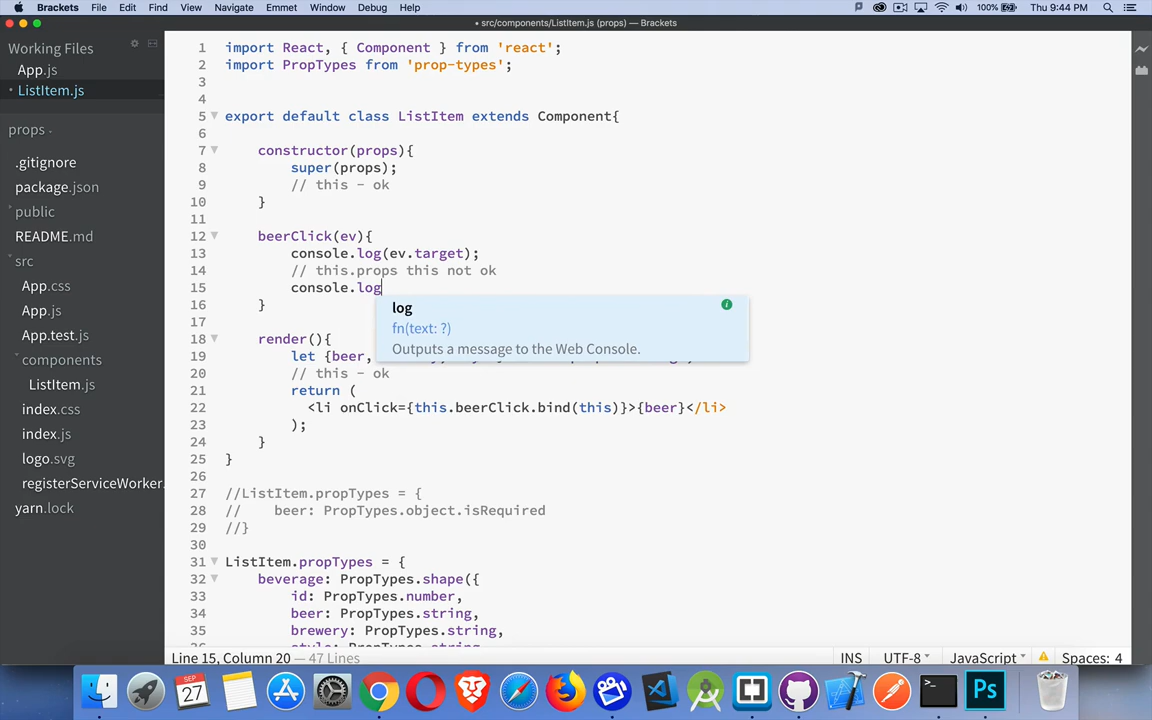 Brackets File Edit Find View Navigate Emmet Window Debug Help 100% Thu 9:44 PM
• src/components/ListItem.js (props) — Brackets
Working Files
App.js
• ListItem.js
props
.gitignore
package.json
public
README.md
src
App.css
App.js
App.test.js
components
ListItem.js
index.css
index.js
logo.svg
registerServiceWorker.
yarn.lock
1 import React, { Component } from 'react';
2 import PropTypes from 'prop-types';
3
4
5 export default class ListItem extends Component{
6
7 constructor(props){
8 super(props);
9 // this - ok
10 }
11
12 beerClick(ev){
13 console.log(ev.target);
14 // this.props this not ok
15 console.log
16 }
17
18 render(){
19 let {beer,
20 // this - ok
21 return (
22 <li onClick={this.beerClick.bind(this)}>{beer}</li>
23 );
24 }
25 }
26
27 //ListItem.propTypes = {
28 // beer: PropTypes.object.isRequired
29 //}
30
31 ListItem.propTypes = {
32 beverage: PropTypes.shape({
33 id: PropTypes.number,
34 beer: PropTypes.string,
35 brewery: PropTypes.string,
log
fn(text: ?)
Outputs a message to the Web Console.
Line 15, Column 20 — 47 Lines
INS UTF-8 JavaScript Spaces: 4
SEP
27
>_
Ps